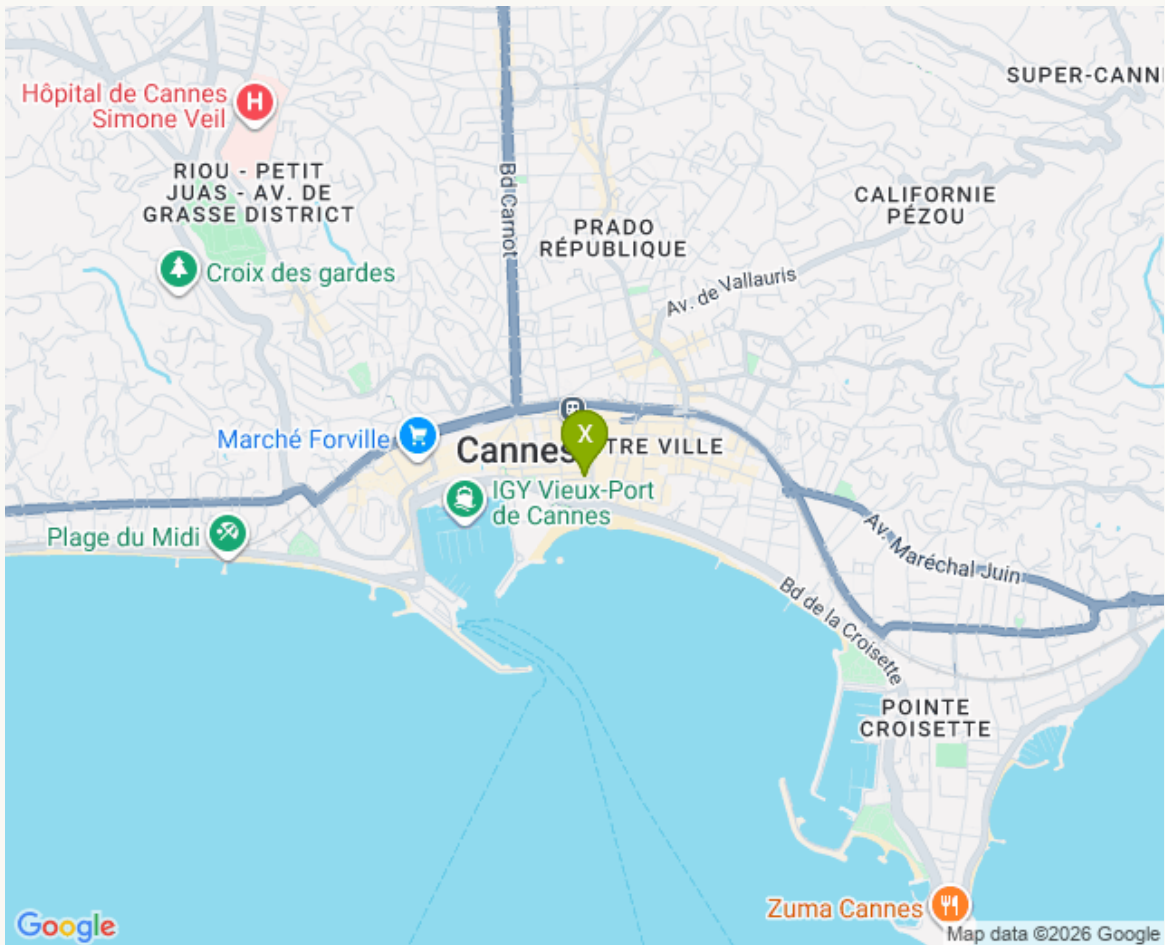 SUPER-CANN
Hôpital de Cannes
Simone Veil
H
RIOU - PETIT
JUAS - AV. DE
GRASSE DISTRICT
Bd Carnot
CALIFORNIE
PÉZOU
PRADO
RÉPUBLIQUE
Croix des gardes
Av. de Vallauris
Marché Forville
Cannes
X
TRE VILLE
IGY Vieux-Port
de Cannes
Plage du Midi
Av. Maréchal Juin
Bd de la Croisette
POINTE
CROISETTE
Zuma Cannes
Google
Map data ©2026 Google